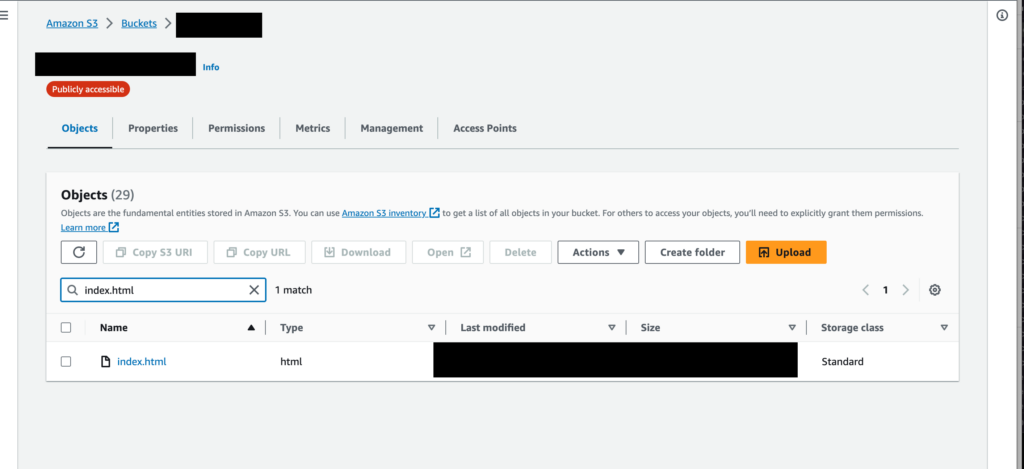 Amazon S3 > Buckets >
Info
Publicly accessible
Objects Properties Permissions Metrics Management Access Points
Objects (29)
Objects are the fundamental entities stored in Amazon S3. You can use Amazon S3 inventory to get a list of all objects in your bucket. For others to access your objects, you'll need to explicitly grant them permissions.
Learn more
Copy S3 URI Copy URL Download Open Delete Actions Create folder Upload
index.html 1 match 1
Name Type Last modified Size Storage class
index.html html Standard